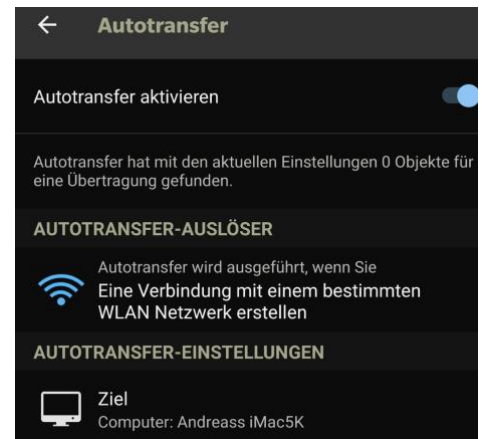 Autotransfer
Autotransfer aktivieren
Autotransfer hat mit den aktuellen Einstellungen 0 Objekte für
eine Übertragung gefunden.
AUTOTRANSFER-AUSLÖSER
Autotransfer wird ausgeführt, wenn Sie
Eine Verbindung mit einem bestimmten
WLAN Netzwerk erstellen
AUTOTRANSFER-EINSTELLUNGEN
Ziel
Computer: Andreass iMac5K